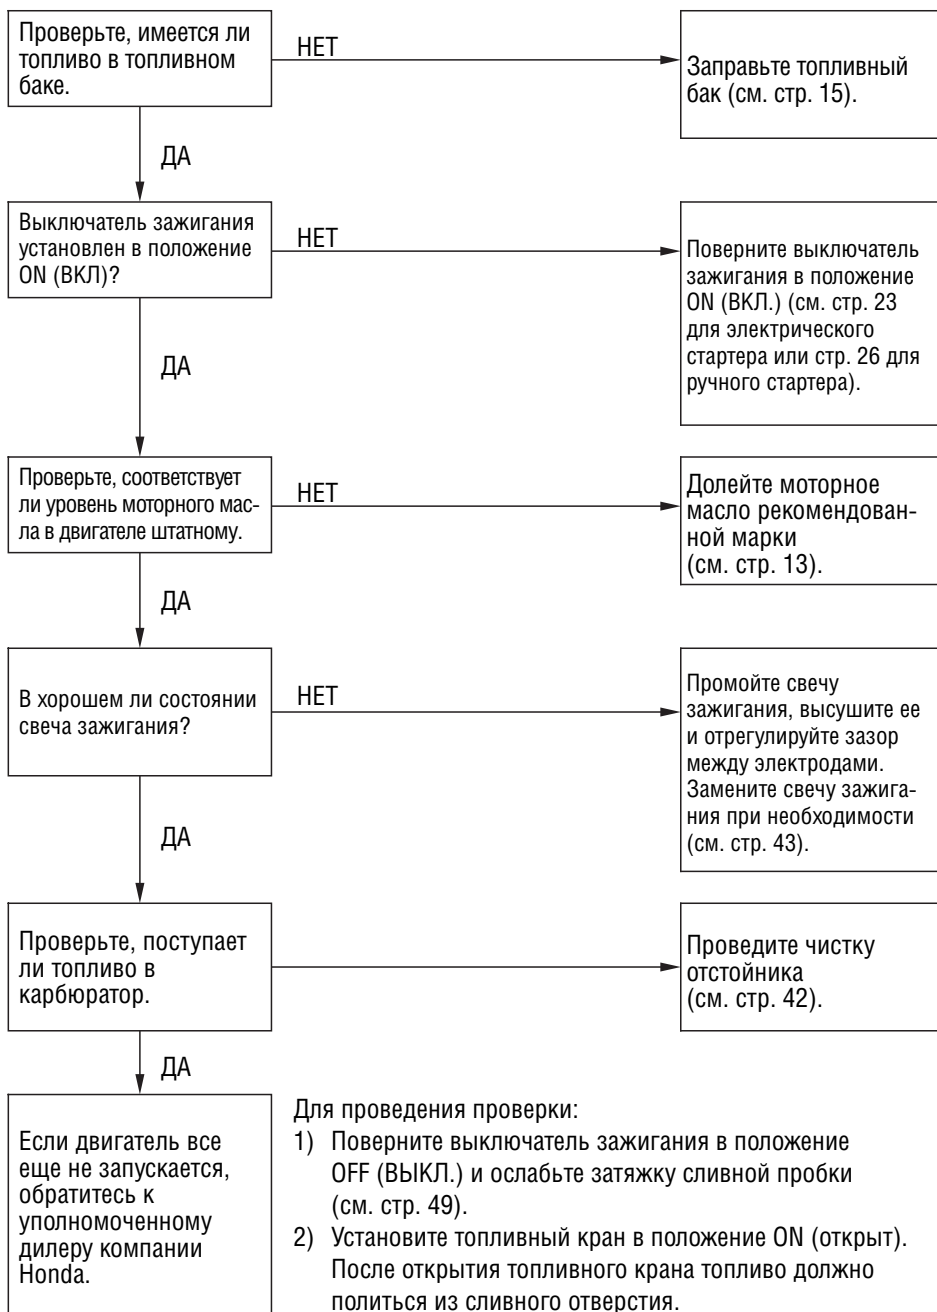 Проверьте, имеется ли
топливо в топливном
баке.
НЕТ
Заправьте топливный
бак (см. стр. 15).
ДА
Выключатель зажигания
установлен в положение
ON (ВКЛ)?
НЕТ
Поверните выключатель
зажигания в положение
ON (ВКЛ.) (см. стр. 23
для электрического
стартера или стр. 26 для
ручного стартера).
ДА
Проверьте, соответствует
ли уровень моторного мас-
ла в двигателе штатному.
НЕТ
Долейте моторное
масло рекомендован-
ной марки
(см. стр. 13).
ДА
В хорошем ли состоянии
свеча зажигания?
НЕТ
Промойте свечу
зажигания, высушите ее
и отрегулируйте зазор
между электродами.
Замените свечу зажига-
ния при необходимости
(см. стр. 43).
ДА
Проверьте, поступает
ли топливо в
карбюратор.
Проведите чистку
отстойника
(см. стр. 42).
ДА
Если двигатель все
еще не запускается,
обратитесь к
уполномоченному
дилеру компании
Honda.
Для проведения проверки:
1) Поверните выключатель зажигания в положение
OFF (ВЫКЛ.) и ослабьте затяжку сливной пробки
(см. стр. 49).
2) Установите топливный кран в положение ON (открыт).
После открытия топливного крана топливо должно
политься из сливного отверстия.